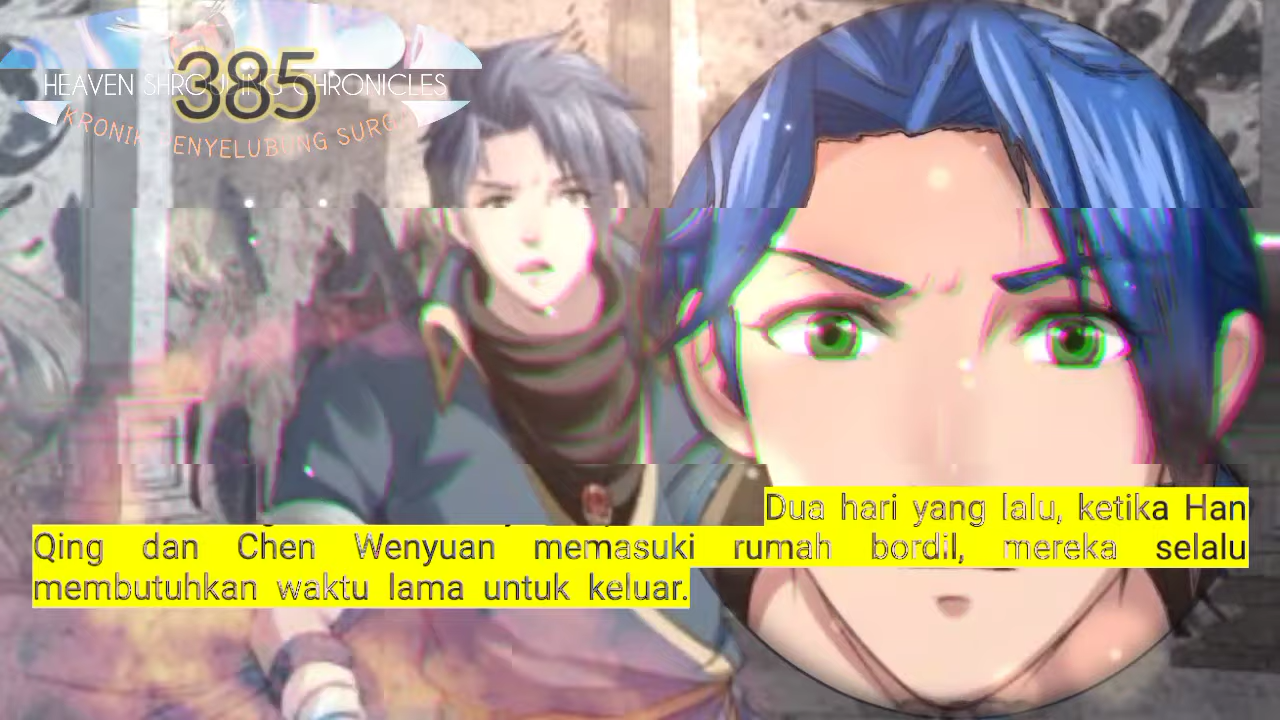 385
HEAVEN SHROUDING CHRONICLES
KRONIK PENYELUBUNG SURGA
Dua hari yang lalu, ketika Han
Qing dan Chen Wenyuan memasuki rumah bordil, mereka selalu
membutuhkan waktu lama untuk keluar.